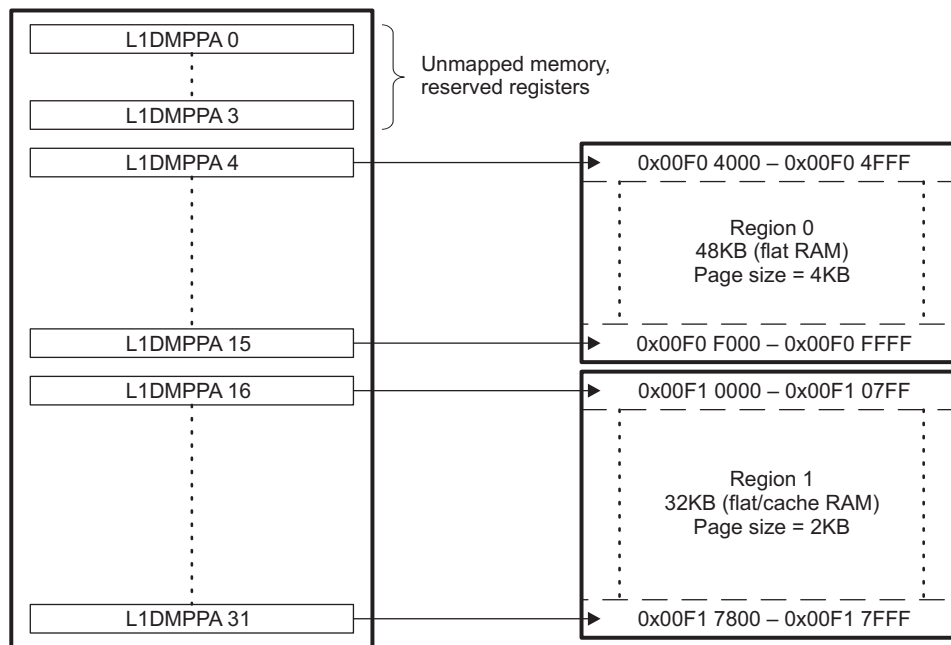 L1DMPPA 0
Unmapped memory,
reserved registers
L1DMPPA 3
L1DMPPA 4
0x00F0 4000 – 0x00F0 4FFF
Region 0
48KB (flat RAM)
Page size = 4KB
L1DMPPA 15
0x00F0 F000 – 0x00F0 FFFF
L1DMPPA 16
0x00F1 0000 – 0x00F1 07FF
Region 1
32KB (flat/cache RAM)
Page size = 2KB
L1DMPPA 31
0x00F1 7800 – 0x00F1 7FFF